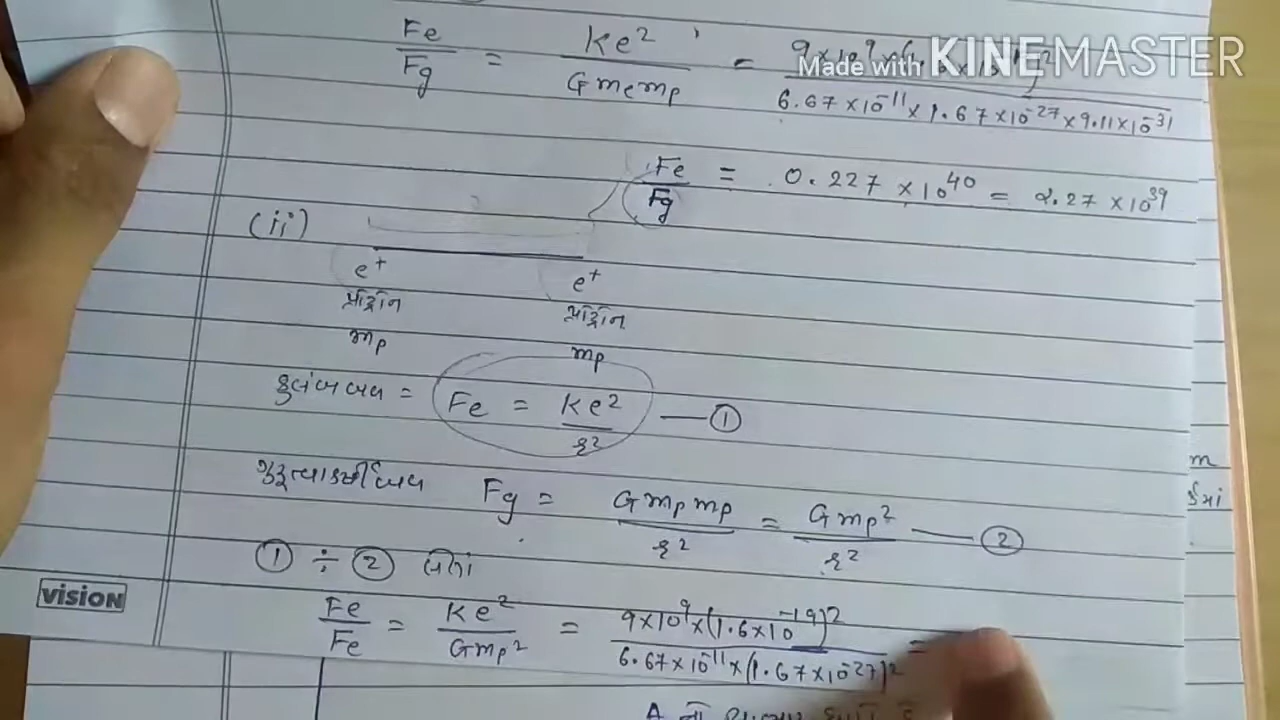 Fe/Fg = Ke²/Gmemp = 9×10⁹×
Made with KINEMASTER
6.67×10⁻¹¹×1.67×10⁻²⁷×9.11×10⁻³¹
Fe/Fg = 0.227×10⁴⁰ = 2.27×10³⁹
(ii)
e⁺ e⁺
પ્રોટ્રોન પ્રોટ્રોન
mp mp
કુલંબબળ = Fe = Ke²/r² — ①
Fg = Gmpmp/r² = Gmp²/r² — ②
① ÷ ② લેતાં
Fe/Fe = Ke²/Gmp² = 9×10⁹×(1.6×10⁻¹⁹)²/6.67×10⁻¹¹×(1.67×10⁻²⁷)² =
vision
m
A ના